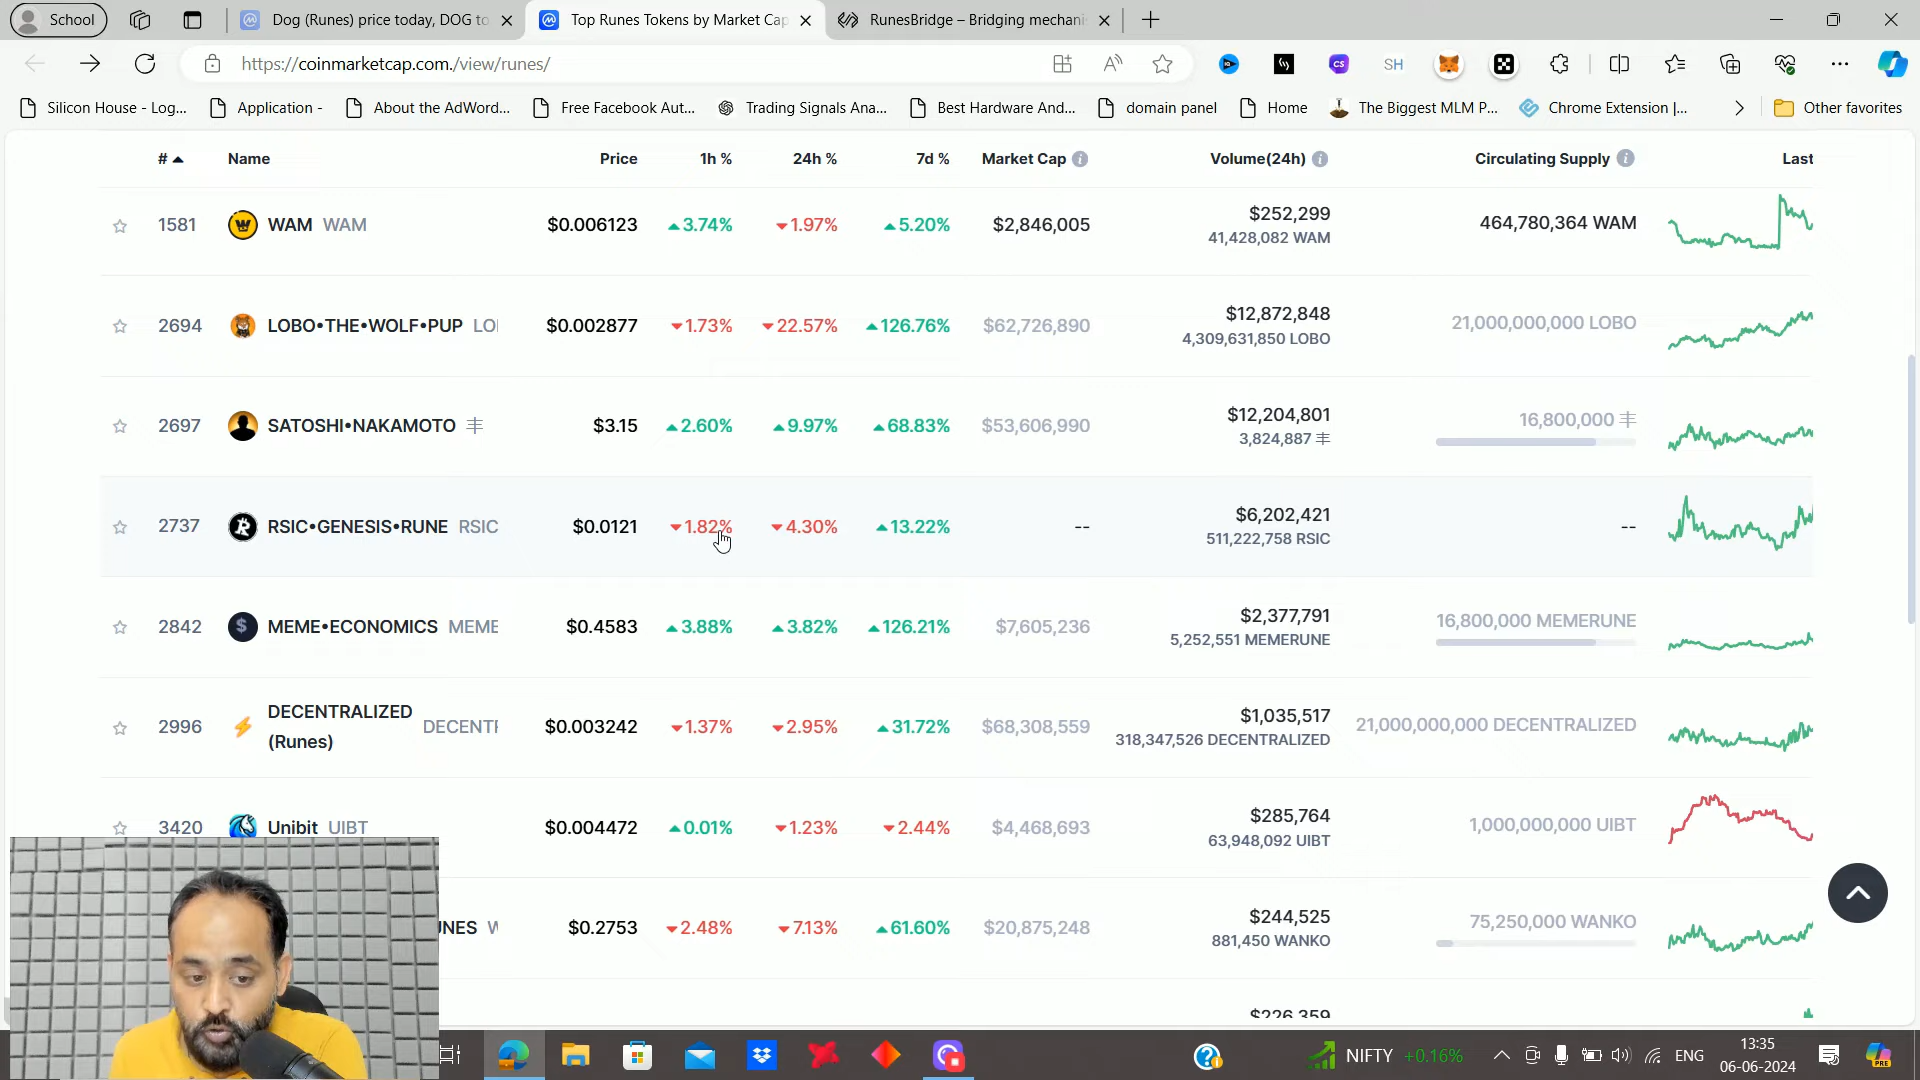 School
Dog (Runes) price today, DOG to
Top Runes Tokens by Market Cap
RunesBridge – Bridging mechani
https://coinmarketcap.com./view/runes/
CS
SH
Silicon House - Log...
Application -
About the AdWord...
Free Facebook Aut...
Trading Signals Ana...
Best Hardware And...
domain panel
Home
The Biggest MLM P...
Chrome Extension |...
Other favorites
# Name Price 1h % 24h % 7d % Market Cap Volume(24h) Circulating Supply Last
1581 WAM WAM $0.006123 3.74% 1.97% 5.20% $2,846,005 $252,299 464,780,364 WAM
41,428,082 WAM
2694 LOBO•THE•WOLF•PUP LO $0.002877 1.73% 22.57% 126.76% $62,726,890 $12,872,848 21,000,000,000 LOBO
4,309,631,850 LOBO
2697 SATOSHI•NAKAMOTO 丰 $3.15 2.60% 9.97% 68.83% $53,606,990 $12,204,801 16,800,000 丰
3,824,887 丰
2737 RSIC•GENESIS•RUNE RSIC $0.0121 1.82% 4.30% 13.22% -- $6,202,421 --
511,222,758 RSIC
2842 MEME•ECONOMICS MEME $0.4583 3.88% 3.82% 126.21% $7,605,236 $2,377,791 16,800,000 MEMERUNE
5,252,551 MEMERUNE
2996 DECENTRALIZED (Runes) DECENTR $0.003242 1.37% 2.95% 31.72% $68,308,559 $1,035,517 21,000,000,000 DECENTRALIZED
318,347,526 DECENTRALIZED
3420 Unibit UIBT $0.004472 0.01% 1.23% 2.44% $4,468,693 $285,764 1,000,000,000 UIBT
63,948,092 UIBT
UNES W $0.2753 2.48% 7.13% 61.60% $20,875,248 $244,525 75,250,000 WANKO
881,450 WANKO
$226,359
NIFTY +0.16%
ENG
13:35
06-06-2024
PRE